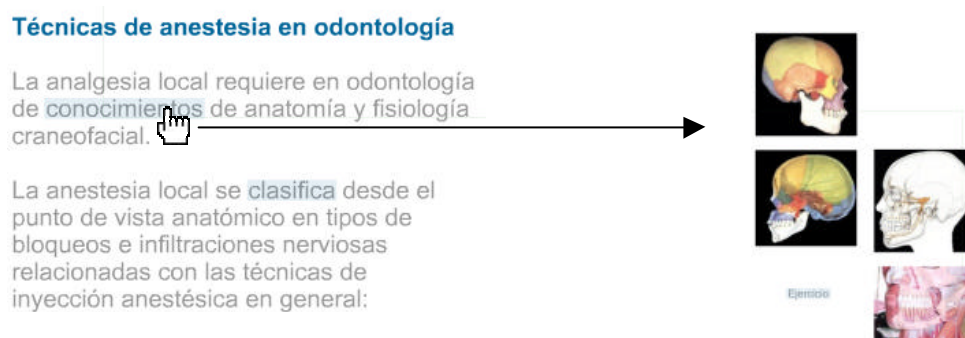 Técnicas de anestesia en odontología
La analgesia local requiere en odontología
de conocimientos de anatomía y fisiología
craneofacial.
La anestesia local se clasifica desde el
punto de vista anatómico en tipos de
bloqueos e infiltraciones nerviosas
relacionadas con las técnicas de
inyección anestésica en general:
Ejercicio